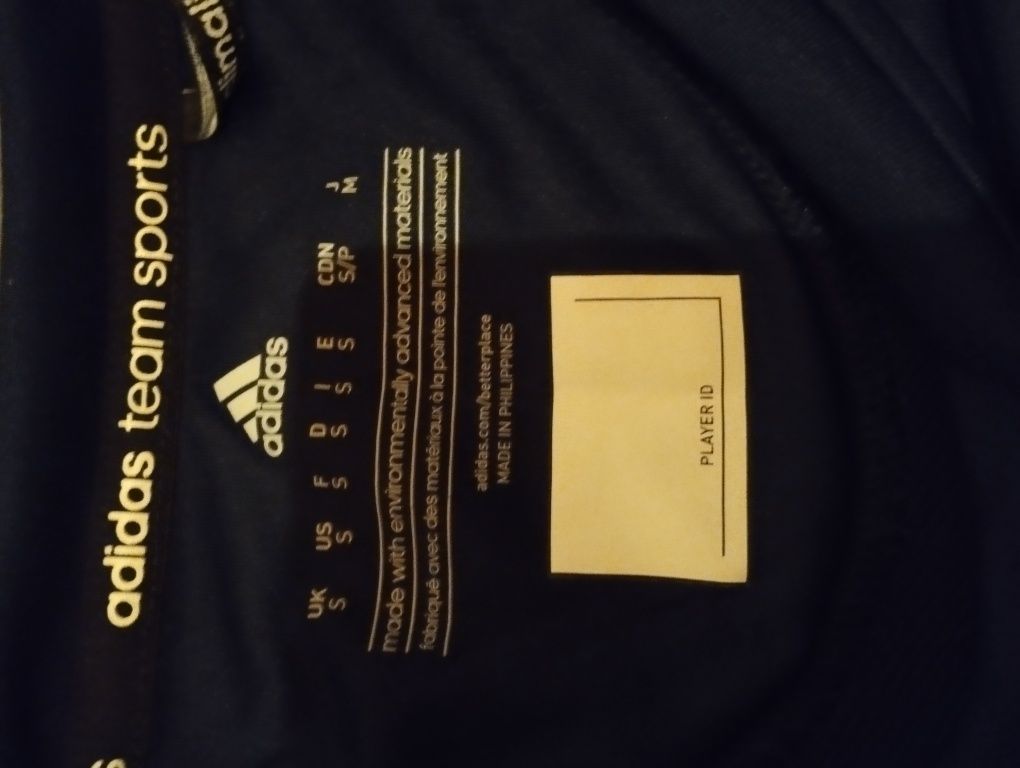 adidas team sports
adidas
UK US F D I E CDN J
S S S S S S S/P M
made with environmentally advanced materials
fabriqué avec des matériaux à la pointe de l'environnement
adidas.com/betterplace
MADE IN PHILIPPINES
PLAYER ID